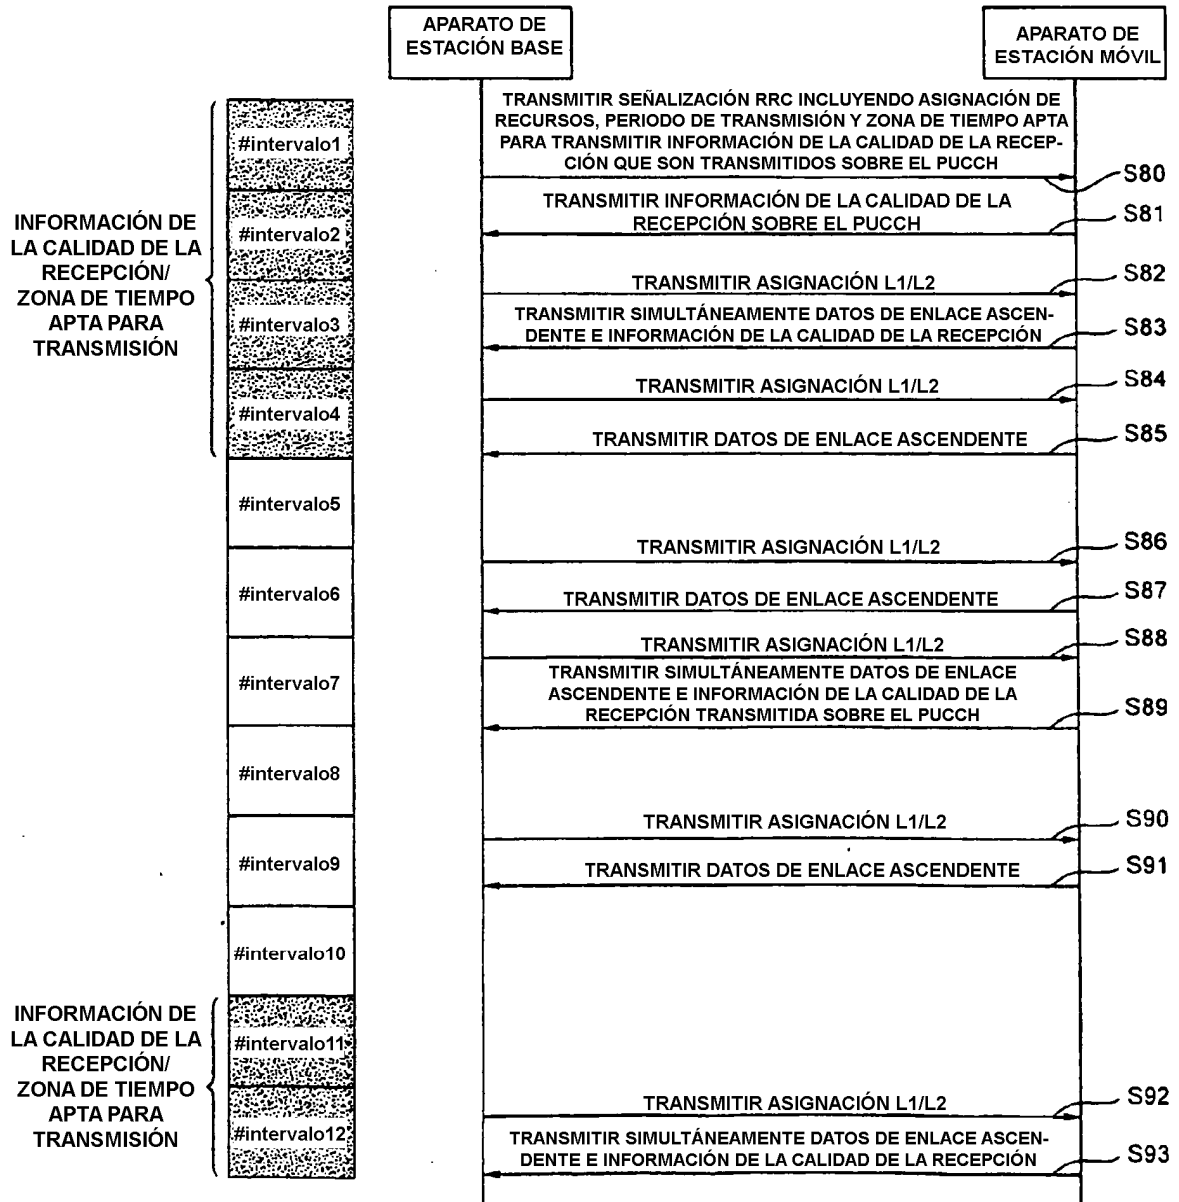 APARATO DE
ESTACIÓN BASE
APARATO DE
ESTACIÓN MÓVIL
TRANSMITIR SEÑALIZACIÓN RRC INCLUYENDO ASIGNACIÓN DE
RECURSOS, PERIODO DE TRANSMISIÓN Y ZONA DE TIEMPO APTA
PARA TRANSMITIR INFORMACIÓN DE LA CALIDAD DE LA RECEP-
CIÓN QUE SON TRANSMITIDOS SOBRE EL PUCCH
S80
#intervalo1
TRANSMITIR INFORMACIÓN DE LA CALIDAD DE LA
RECEPCIÓN SOBRE EL PUCCH
S81
#intervalo2
INFORMACIÓN DE
LA CALIDAD DE LA
RECEPCIÓN/
ZONA DE TIEMPO
APTA PARA
TRANSMISIÓN
TRANSMITIR ASIGNACIÓN L1/L2
S82
#intervalo3
TRANSMITIR SIMULTÁNEAMENTE DATOS DE ENLACE ASCEN-
DENTE E INFORMACIÓN DE LA CALIDAD DE LA RECEPCIÓN
S83
TRANSMITIR ASIGNACIÓN L1/L2
S84
#intervalo4
TRANSMITIR DATOS DE ENLACE ASCENDENTE
S85
#intervalo5
TRANSMITIR ASIGNACIÓN L1/L2
S86
#intervalo6
TRANSMITIR DATOS DE ENLACE ASCENDENTE
S87
TRANSMITIR ASIGNACIÓN L1/L2
S88
#intervalo7
TRANSMITIR SIMULTÁNEAMENTE DATOS DE ENLACE
ASCENDENTE E INFORMACIÓN DE LA CALIDAD DE LA
RECEPCIÓN TRANSMITIDA SOBRE EL PUCCH
S89
#intervalo8
TRANSMITIR ASIGNACIÓN L1/L2
S90
#intervalo9
TRANSMITIR DATOS DE ENLACE ASCENDENTE
S91
#intervalo10
INFORMACIÓN DE
LA CALIDAD DE LA
RECEPCIÓN/
ZONA DE TIEMPO
APTA PARA
TRANSMISIÓN
#intervalo11
TRANSMITIR ASIGNACIÓN L1/L2
S92
#intervalo12
TRANSMITIR SIMULTÁNEAMENTE DATOS DE ENLACE ASCEN-
DENTE E INFORMACIÓN DE LA CALIDAD DE LA RECEPCIÓN
S93